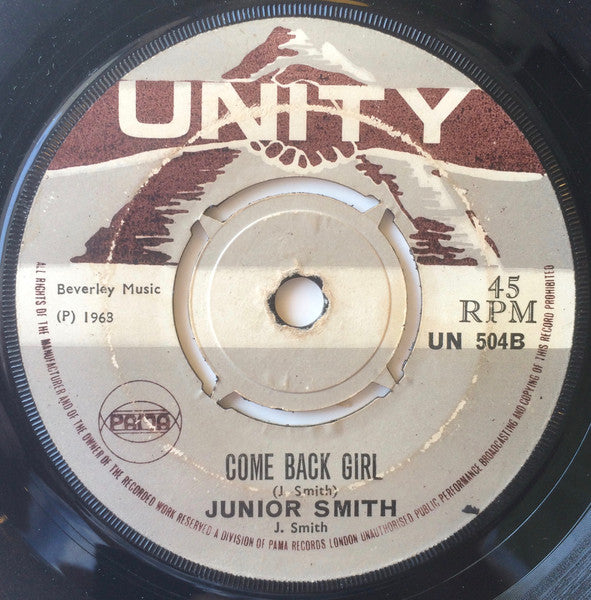 UNITY
Beverley Music
(P) 1963
45
RPM
UN 504B
PAMA
COME BACK GIRL
(J. Smith)
JUNIOR SMITH
J. Smith
ALL RIGHTS OF THE MANUFACTURER AND OF THE OWNER OF THE RECORDED WORK RESERVED A DIVISION OF PAMA RECORDS LONDON UNAUTHORISED PUBLIC PERFORMANCE BROADCASTING AND COPYING OF THIS RECORD PROHIBITED